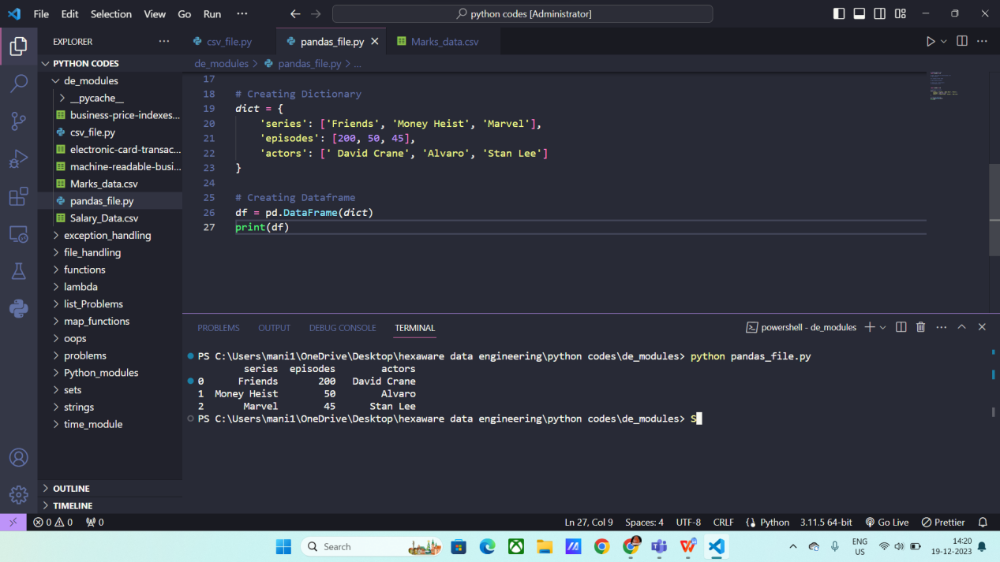 File Edit Selection View Go Run ··· python codes [Administrator]
EXPLORER ···
csv_file.py pandas_file.py Marks_data.csv
PYTHON CODES
de_modules > pandas_file.py > ...
de_modules
__pycache__
business-price-indexes...
csv_file.py
electronic-card-transac...
machine-readable-busi...
Marks_data.csv
pandas_file.py
Salary_Data.csv
exception_handling
file_handling
functions
lambda
list_Problems
map_functions
oops
problems
Python_modules
sets
strings
time_module
OUTLINE
TIMELINE
17
18 # Creating Dictionary
19 dict = {
20 'series': ['Friends', 'Money Heist', 'Marvel'],
21 'episodes': [200, 50, 45],
22 'actors': [' David Crane', 'Alvaro', 'Stan Lee']
23 }
24
25 # Creating Dataframe
26 df = pd.DataFrame(dict)
27 print(df)
PROBLEMS OUTPUT DEBUG CONSOLE TERMINAL powershell - de_modules
PS C:\Users\mani1\OneDrive\Desktop\hexaware data engineering\python codes\de_modules> python pandas_file.py
series episodes actors
0 Friends 200 David Crane
1 Money Heist 50 Alvaro
2 Marvel 45 Stan Lee
PS C:\Users\mani1\OneDrive\Desktop\hexaware data engineering\python codes\de_modules> S
0 0 0 Ln 27, Col 9 Spaces: 4 UTF-8 CRLF Python 3.11.5 64-bit Go Live Prettier
Search
ENG
US
14:20
19-12-2023